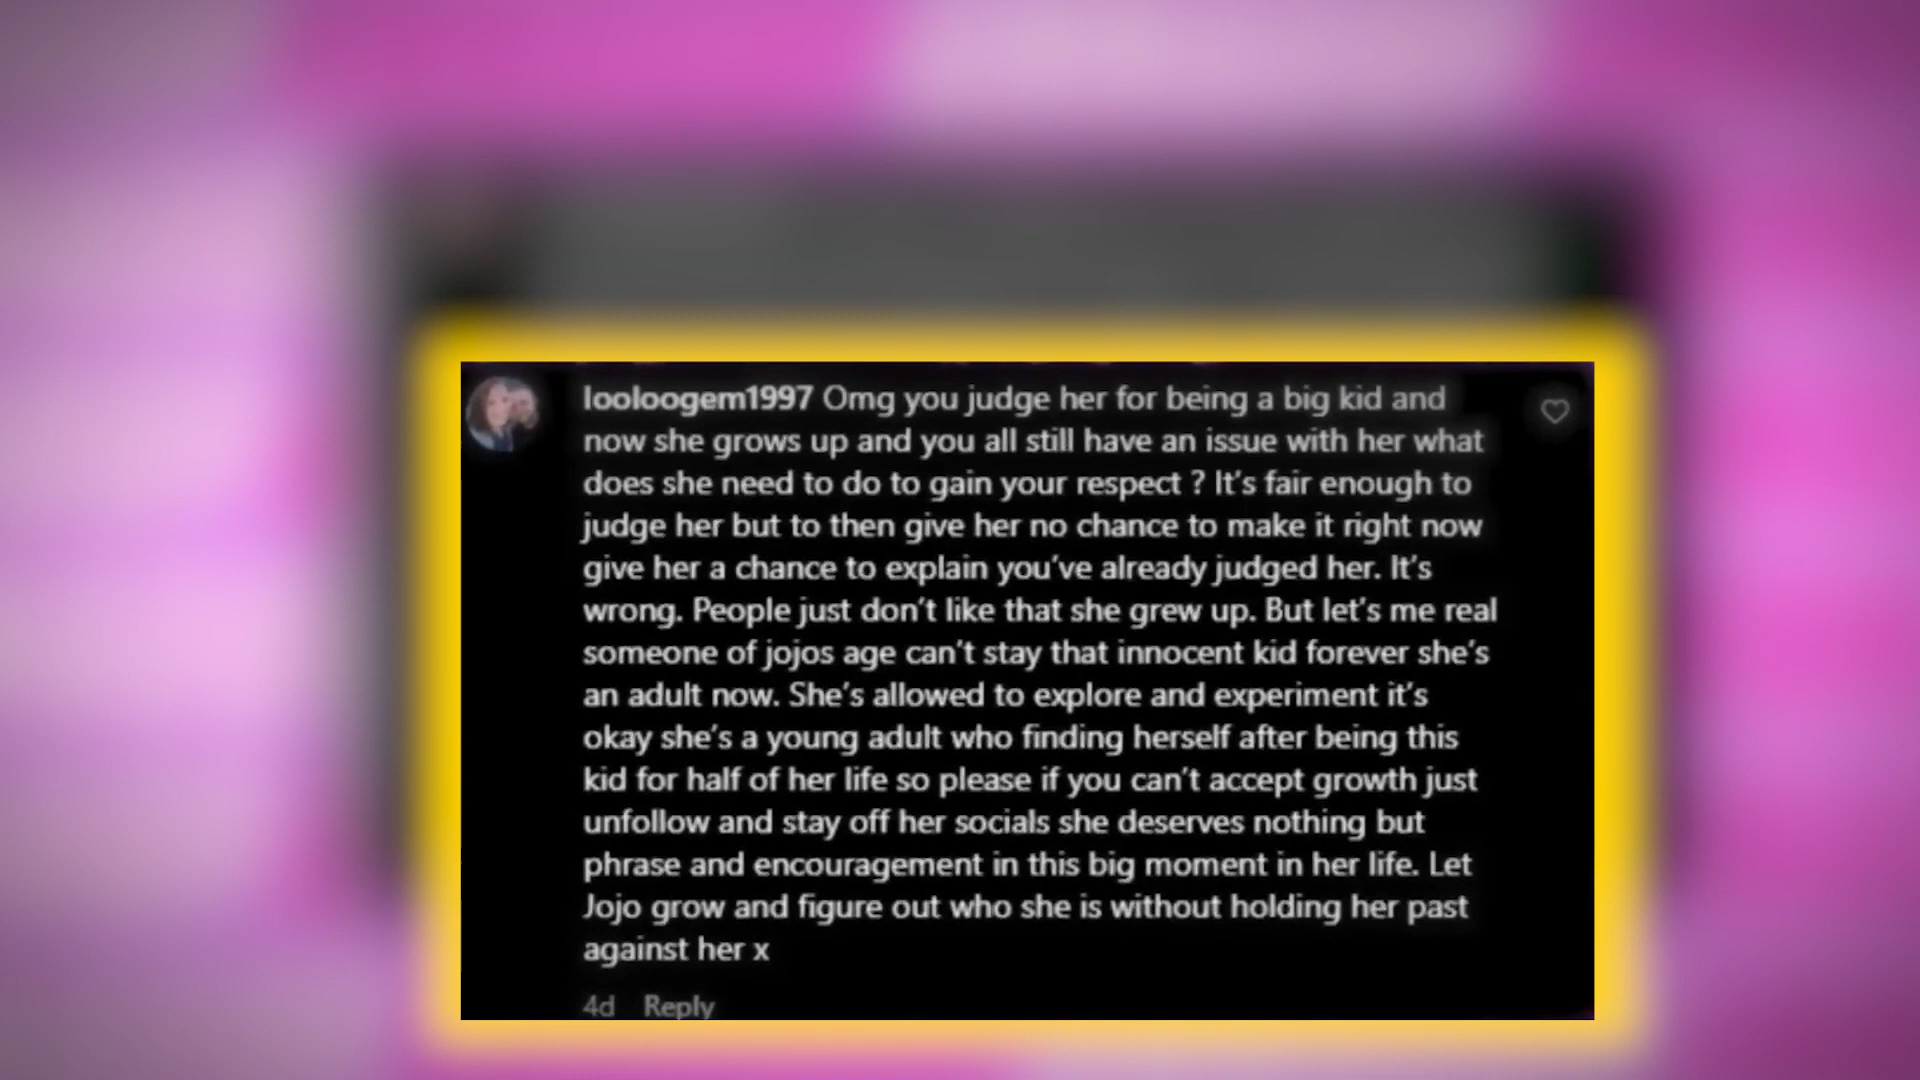 looloogem1997 Omg you judge her for being a big kid and
now she grows up and you all still have an issue with her what
does she need to do to gain your respect ? It's fair enough to
judge her but to then give her no chance to make it right now
give her a chance to explain you've already judged her. It's
wrong. People just don't like that she grew up. But let's me real
someone of jojos age can't stay that innocent kid forever she's
an adult now. She's allowed to explore and experiment it's
okay she's a young adult who finding herself after being this
kid for half of her life so please if you can't accept growth just
unfollow and stay off her socials she deserves nothing but
phrase and encouragement in this big moment in her life. Let
Jojo grow and figure out who she is without holding her past
against her x
4d Reply